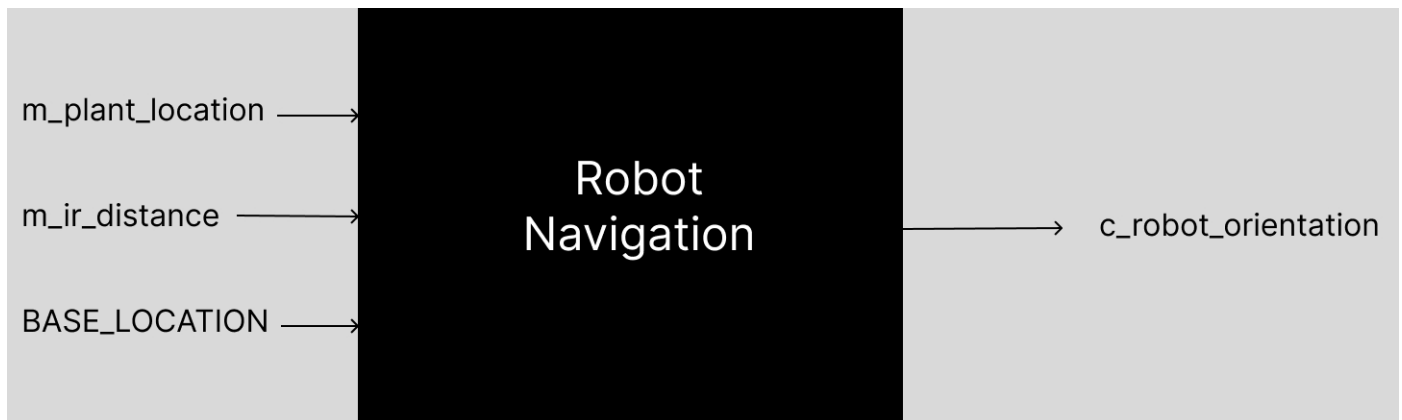 m_plant_location
m_ir_distance
BASE_LOCATION
Robot
Navigation
c_robot_orientation